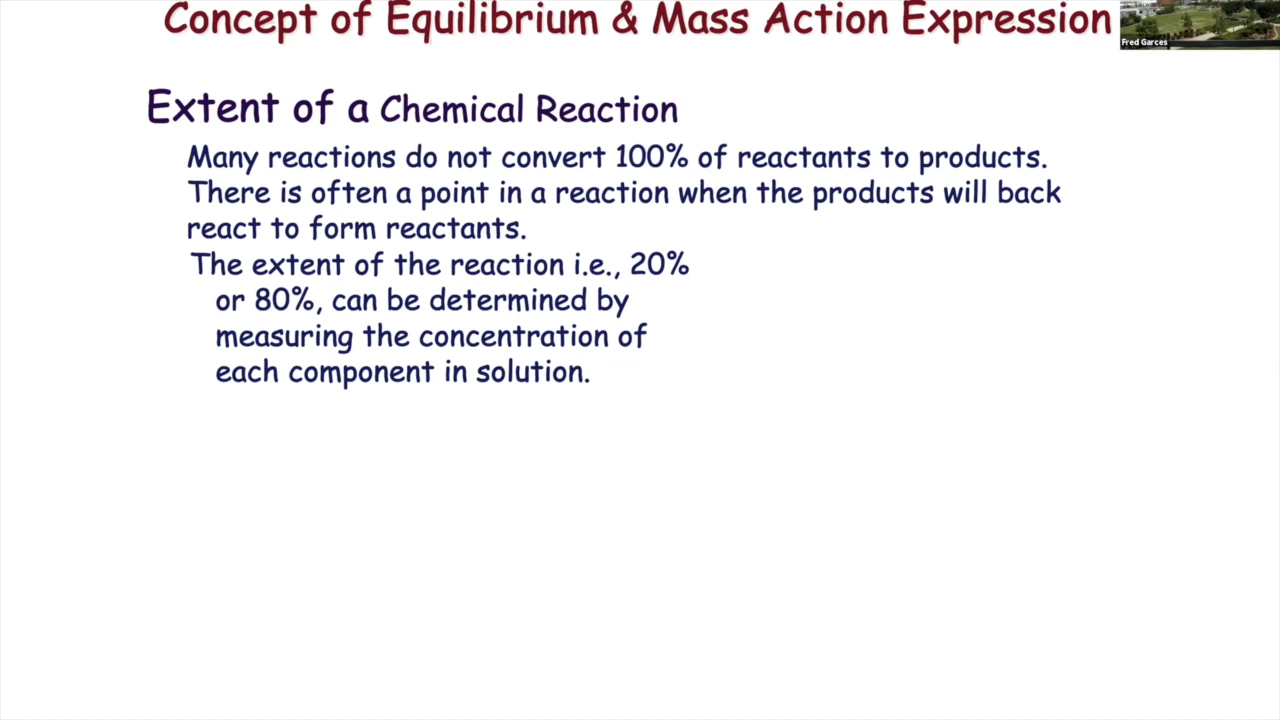 Concept of Equilibrium & Mass Action Expression
Fred Garces
Extent of a Chemical Reaction
Many reactions do not convert 100% of reactants to products.
There is often a point in a reaction when the products will back
react to form reactants.
The extent of the reaction i.e., 20%
or 80%, can be determined by
measuring the concentration of
each component in solution.